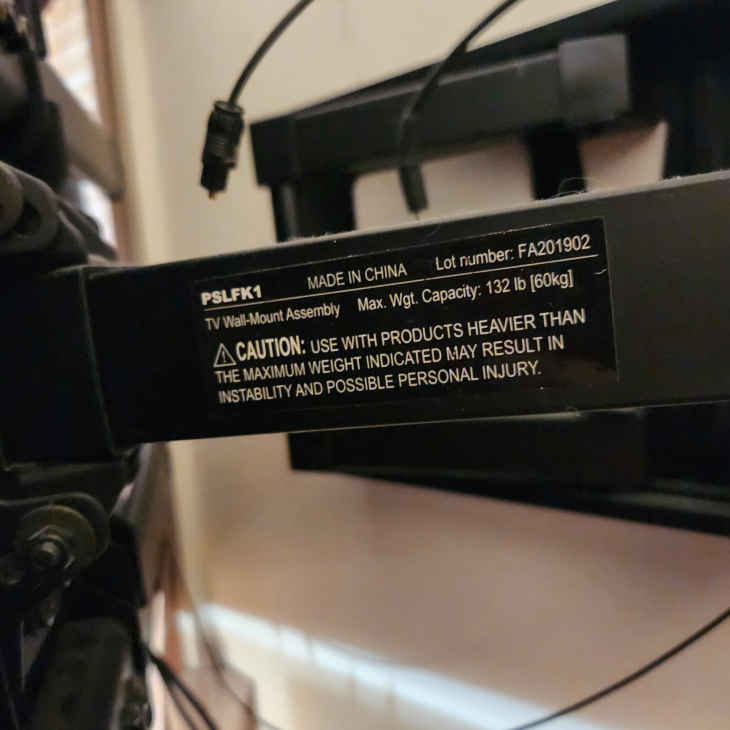 PSLFK1 MADE IN CHINA Lot number: FA201902
TV Wall-Mount Assembly Max. Wgt. Capacity: 132 lb [60kg]
CAUTION: USE WITH PRODUCTS HEAVIER THAN
THE MAXIMUM WEIGHT INDICATED MAY RESULT IN
INSTABILITY AND POSSIBLE PERSONAL INJURY.